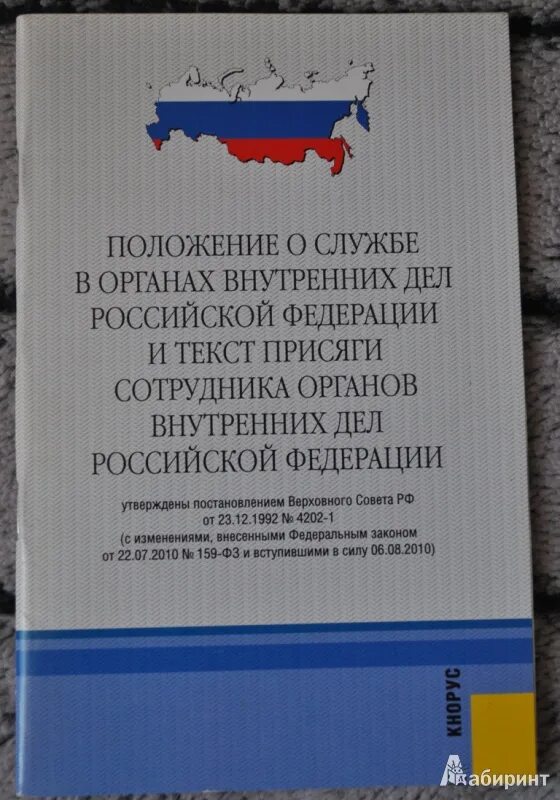 ПОЛОЖЕНИЕ О СЛУЖБЕ
В ОРГАНАХ ВНУТРЕННИХ ДЕЛ
РОССИЙСКОЙ ФЕДЕРАЦИИ
И ТЕКСТ ПРИСЯГИ
СОТРУДНИКА ОРГАНОВ
ВНУТРЕННИХ ДЕЛ
РОССИЙСКОЙ ФЕДЕРАЦИИ
утверждены постановлением Верховного Совета РФ
от 23.12.1992 № 4202-1
(с изменениями, внесенными Федеральным законом
от 22.07.2010 № 159-ФЗ и вступившими в силу 06.08.2010)
КНОРУС
Лабиринт